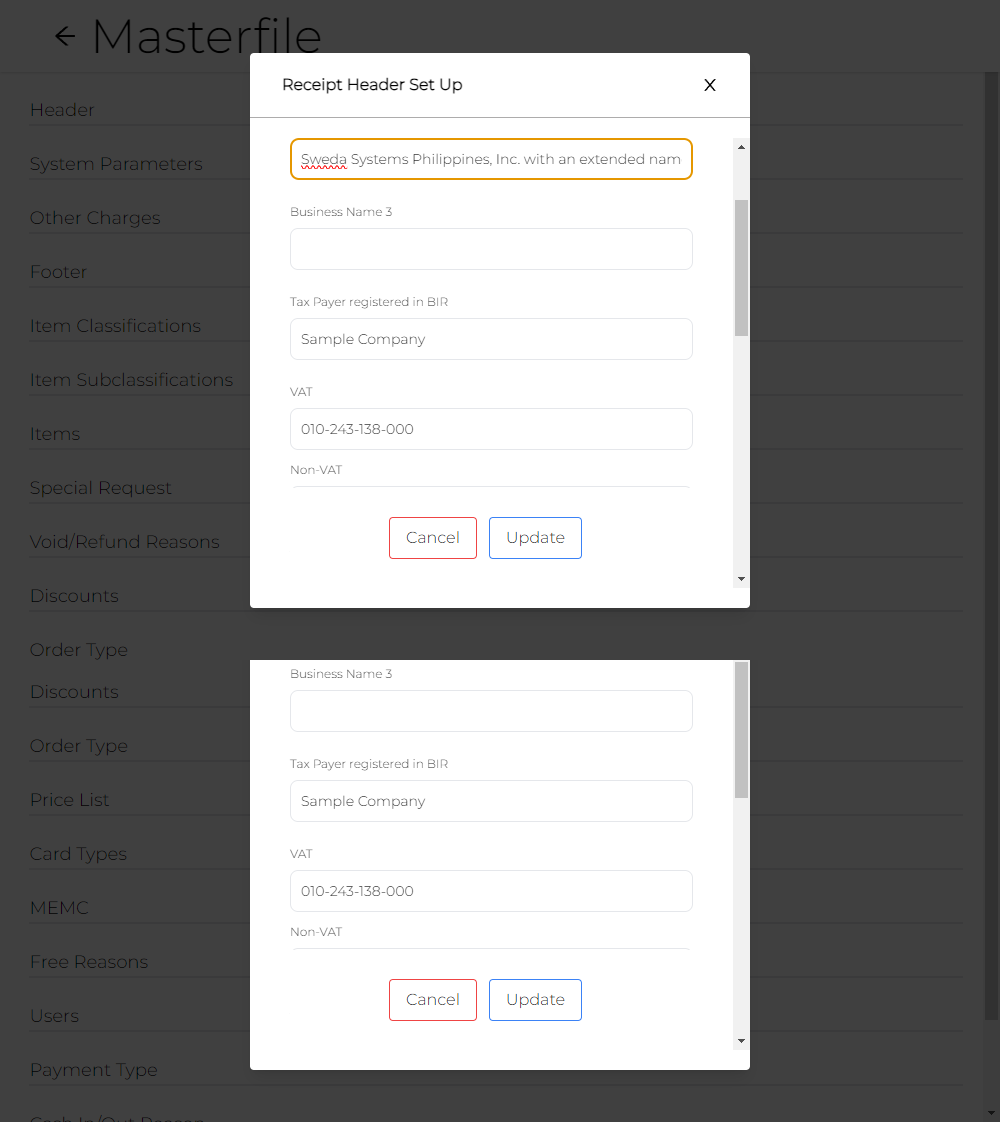 Masterfile
Receipt Header Set Up
X
Header
System Parameters
Other Charges
Footer
Item Classifications
Item Subclassifications
Items
Special Request
Void/Refund Reasons
Discounts
Order Type
Discounts
Order Type
Price List
Card Types
MEMC
Free Reasons
Users
Payment Type
Cash In/Out Reason
Sweda Systems Philippines, Inc. with an extended nam
Business Name 3
Tax Payer registered in BIR
Sample Company
VAT
010-243-138-000
Non-VAT
Cancel
Update
Business Name 3
Tax Payer registered in BIR
Sample Company
VAT
010-243-138-000
Non-VAT
Cancel
Update